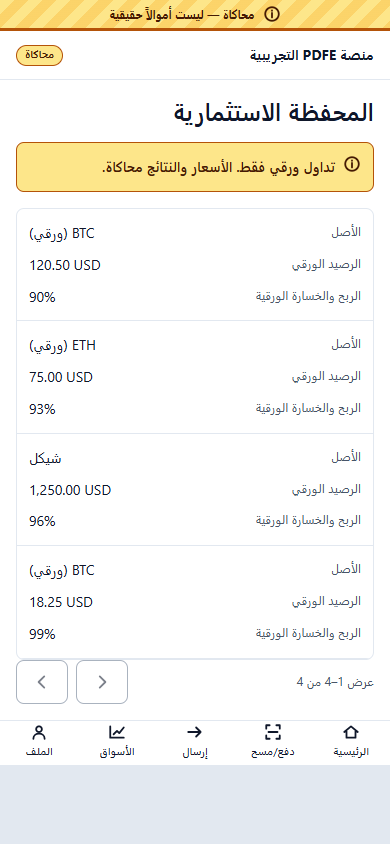 محاكاة — ليست أموالاً حقيقية
منصة PDFE التجريبية
محاكاة
المحفظة الاستثمارية
تداول ورقي فقط. الأسعار والنتائج محاكاة.
الأصل BTC (ورقي)
الرصيد الورقي 120.50 USD
الربح والخسارة الورقية 90%
الأصل ETH (ورقي)
الرصيد الورقي 75.00 USD
الربح والخسارة الورقية 93%
الأصل شيكل
الرصيد الورقي 1,250.00 USD
الربح والخسارة الورقية 96%
الأصل BTC (ورقي)
الرصيد الورقي 18.25 USD
الربح والخسارة الورقية 99%
عرض 1–4 من 4
الرئيسية دفع/مسح إرسال الأسواق الملف